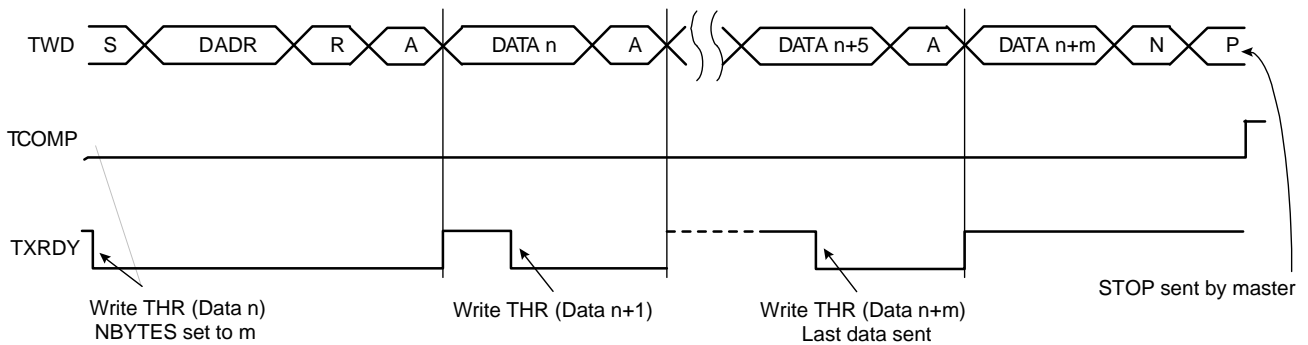 TWD S DADR R A DATA n A DATA n+5 A DATA n+m N P
TCOMP
TXRDY
Write THR (Data n)
NBYTES set to m
Write THR (Data n+1)
Write THR (Data n+m)
Last data sent
STOP sent by master